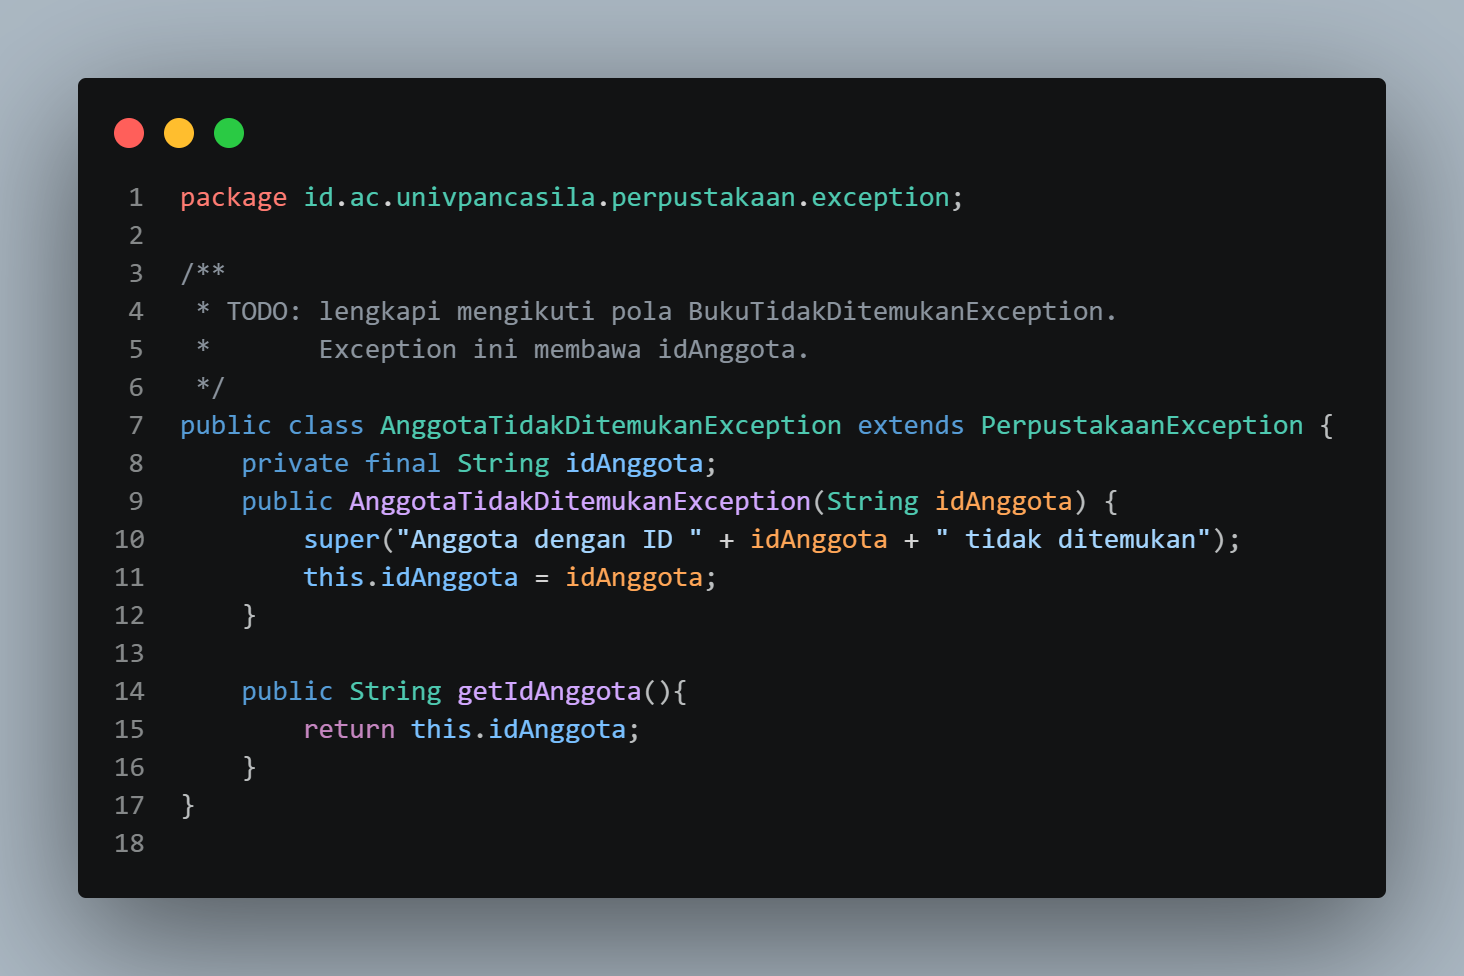 1 package id.ac.univpancasila.perpustakaan.exception;
2
3 /**
4  * TODO: lengkapi mengikuti pola BukuTidakDitemukanException.
5  *       Exception ini membawa idAnggota.
6  */
7 public class AnggotaTidakDitemukanException extends PerpustakaanException {
8     private final String idAnggota;
9     public AnggotaTidakDitemukanException(String idAnggota) {
10         super("Anggota dengan ID " + idAnggota + " tidak ditemukan");
11         this.idAnggota = idAnggota;
12     }
13
14     public String getIdAnggota(){
15         return this.idAnggota;
16     }
17 }
18